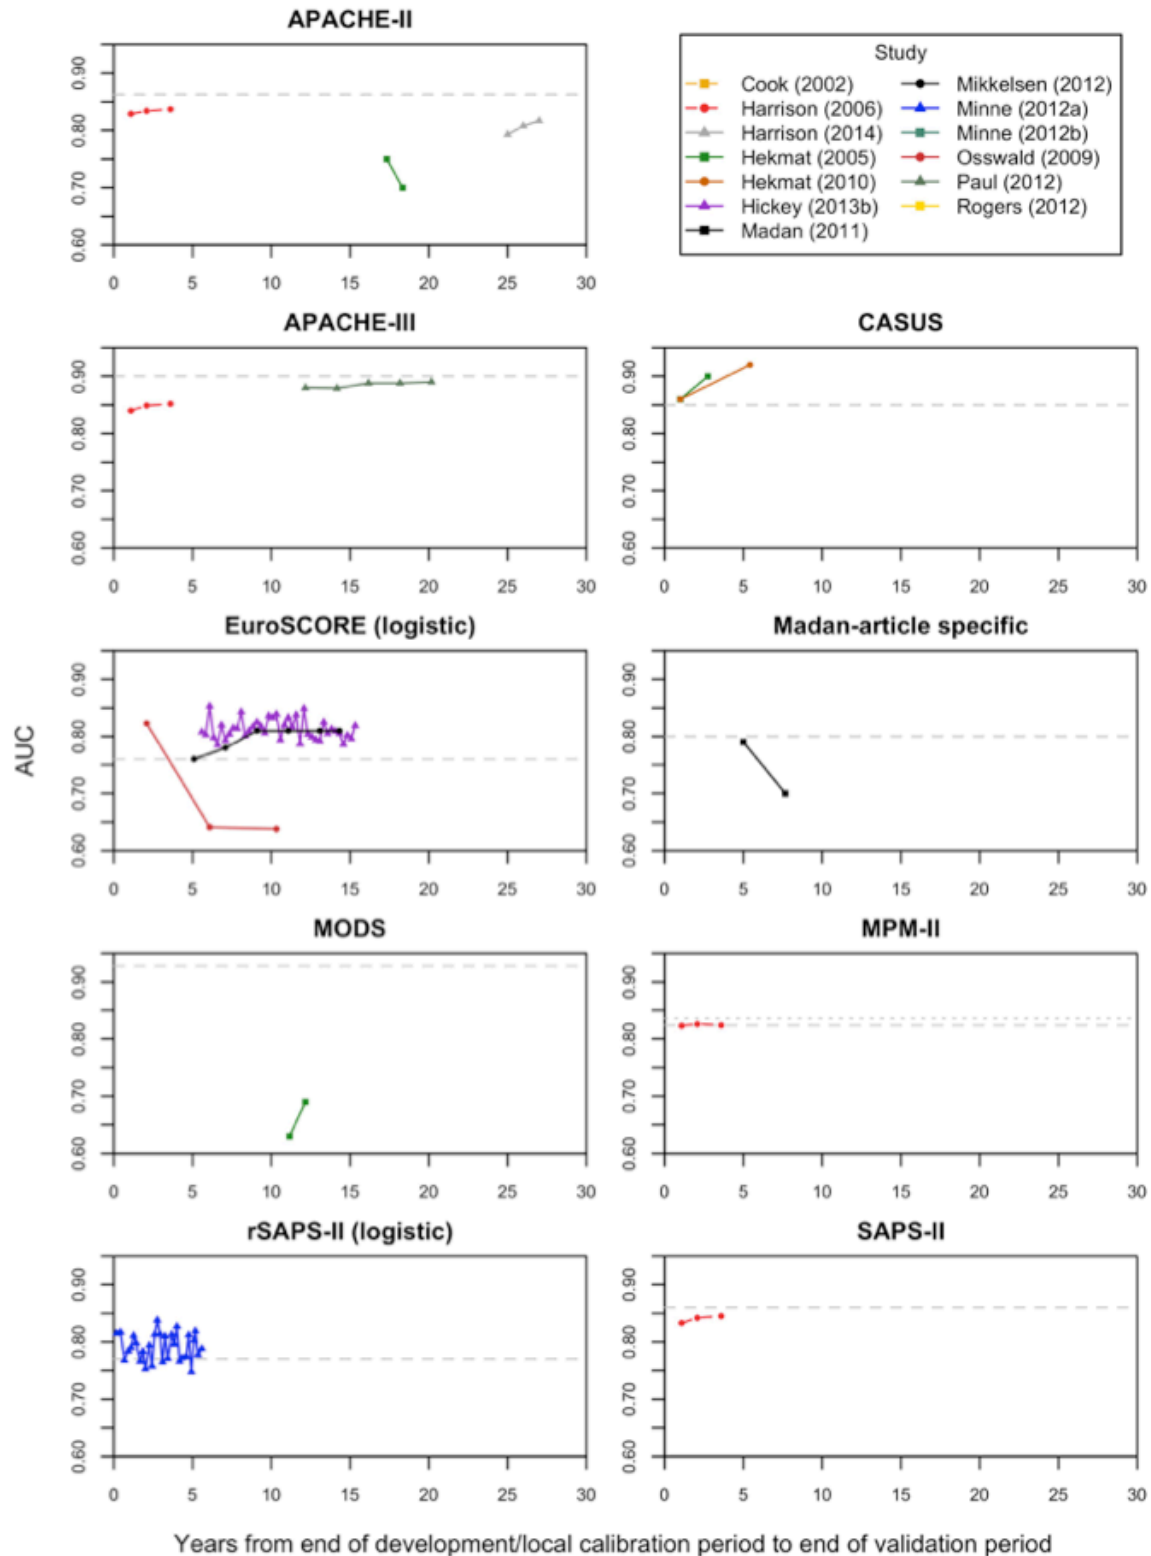 APACHE-II
0.60 0.70 0.80 0.90
0 5 10 15 20 25 30
Study
Cook (2002)
Harrison (2006)
Harrison (2014)
Hekmat (2005)
Hekmat (2010)
Hickey (2013b)
Madan (2011)
Mikkelsen (2012)
Minne (2012a)
Minne (2012b)
Osswald (2009)
Paul (2012)
Rogers (2012)
APACHE-III
0.60 0.70 0.80 0.90
0 5 10 15 20 25 30
CASUS
0.60 0.70 0.80 0.90
0 5 10 15 20 25 30
EuroSCORE (logistic)
0.60 0.70 0.80 0.90
0 5 10 15 20 25 30
Madan-article specific
0.60 0.70 0.80 0.90
0 5 10 15 20 25 30
AUC
MODS
0.60 0.70 0.80 0.90
0 5 10 15 20 25 30
MPM-II
0.60 0.70 0.80 0.90
0 5 10 15 20 25 30
rSAPS-II (logistic)
0.60 0.70 0.80 0.90
0 5 10 15 20 25 30
SAPS-II
0.60 0.70 0.80 0.90
0 5 10 15 20 25 30
Years from end of development/local calibration period to end of validation period